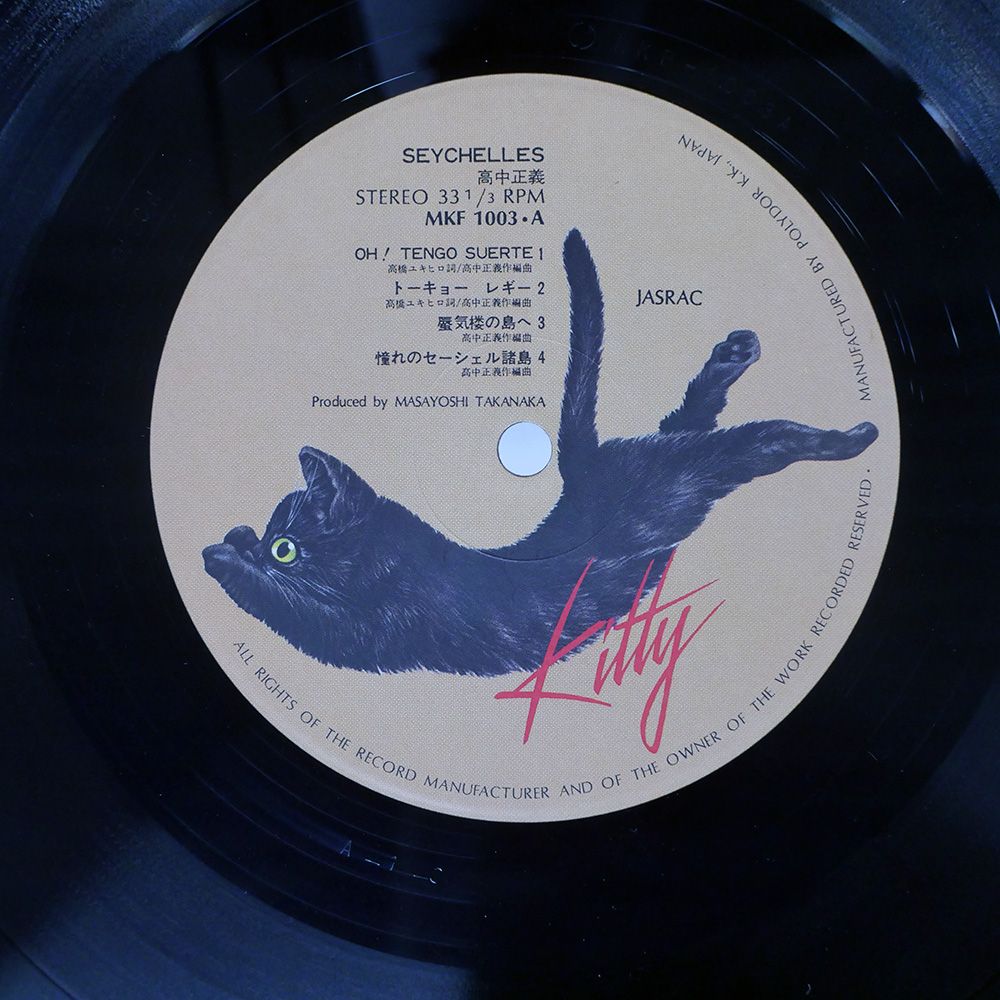 SEYCHELLES
高中正義
STEREO 33 1/3 RPM
MKF 1003・A
OH! TENGO SUERTE 1
高橋ユキヒロ詞/高中正義作編曲
トーキョー レギー 2
高橋ユキヒロ詞/高中正義作編曲
蜃気楼の島へ 3
高中正義作編曲
憧れのセーシェル諸島 4
高中正義作編曲
Produced by MASAYOSHI TAKANAKA
JASRAC
Kitty
ALL RIGHTS OF THE RECORD MANUFACTURER AND OF THE OWNER OF THE WORK RECORDED RESERVED・
MANUFACTURED BY POLYDOR K.K., JAPAN